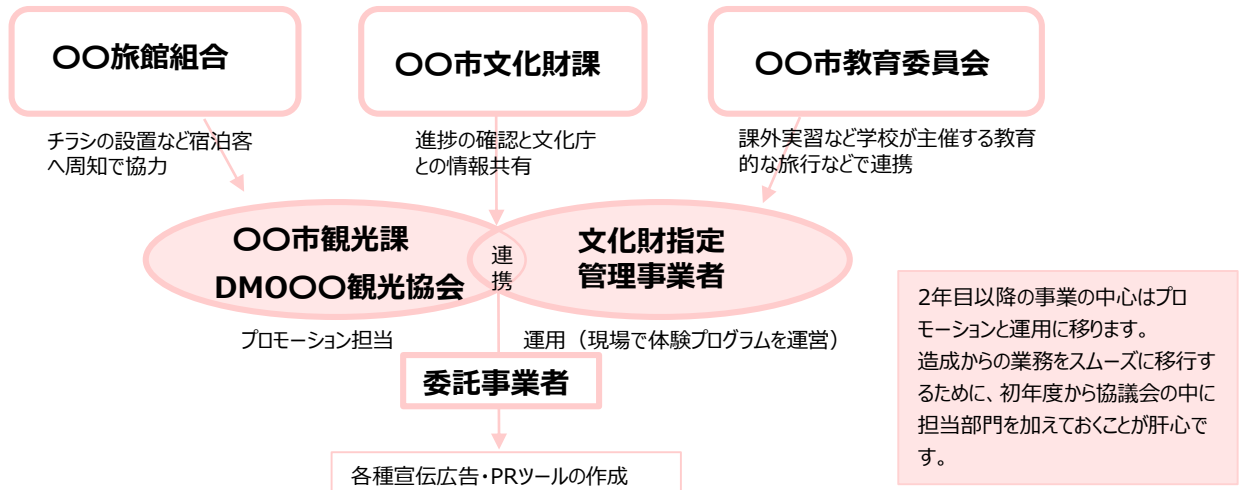 〇〇旅館組合
〇〇市文化財課
〇〇市教育委員会
チラシの設置など宿泊客
へ周知で協力
進捗の確認と文化庁
との情報共有
課外実習など学校が主催する教育
的な旅行などで連携
〇〇市観光課
DMO〇〇観光協会
連
携
文化財指定
管理事業者
プロモーション担当
運用（現場で体験プログラムを運営）
委託事業者
各種宣伝広告・PRツールの作成
2年目以降の事業の中心はプロ
モーションと運用に移ります。
造成からの業務をスムーズに移行す
るために、初年度から協議会の中に
担当部門を加えておくことが肝心で
す。